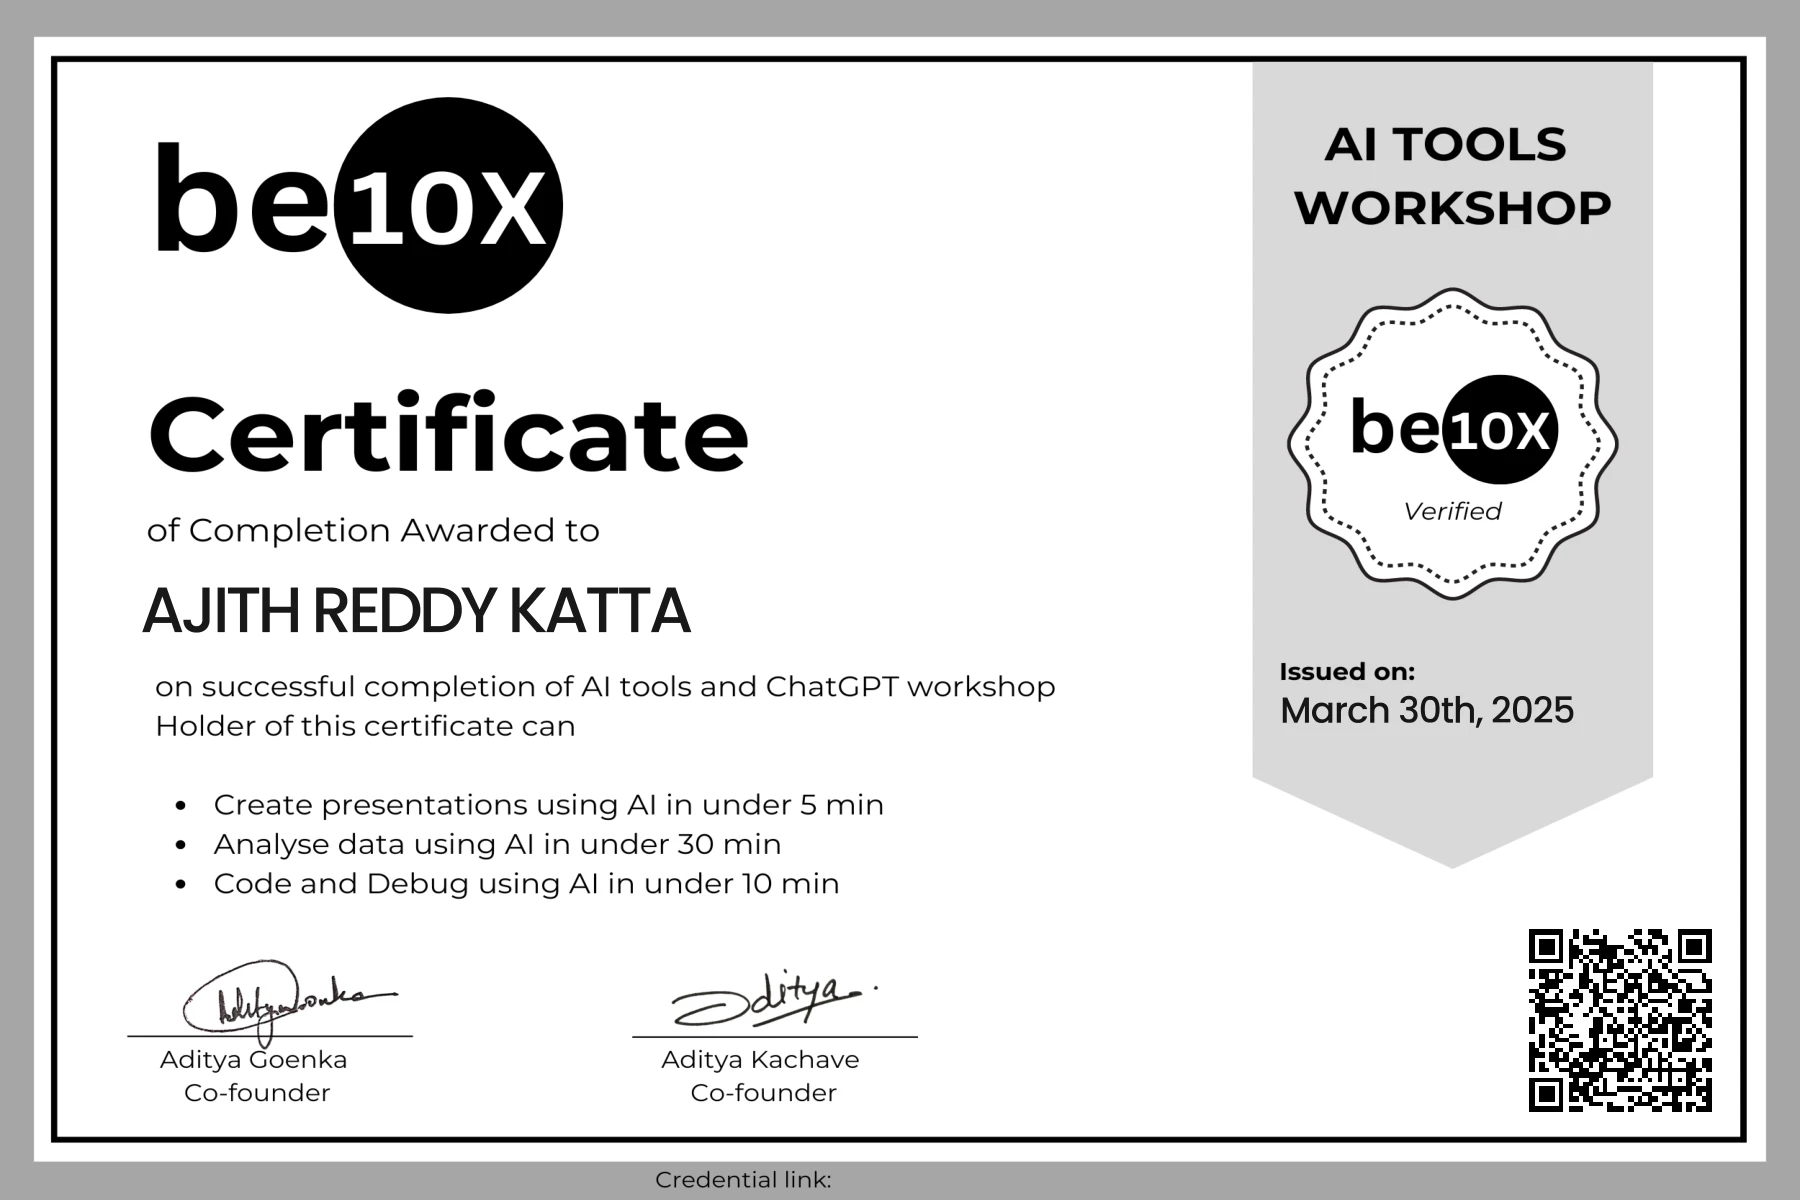 be10X
Certificate
of Completion Awarded to
AJITH REDDY KATTA
on successful completion of AI tools and ChatGPT workshop
Holder of this certificate can
• Create presentations using AI in under 5 min
• Analyse data using AI in under 30 min
• Code and Debug using AI in under 10 min
Aditya Goenka
Aditya Goenka
Co-founder
Aditya
Aditya Kachave
Co-founder
AI TOOLS
WORKSHOP
be10X
Verified
Issued on:
March 30th, 2025
Credential link: